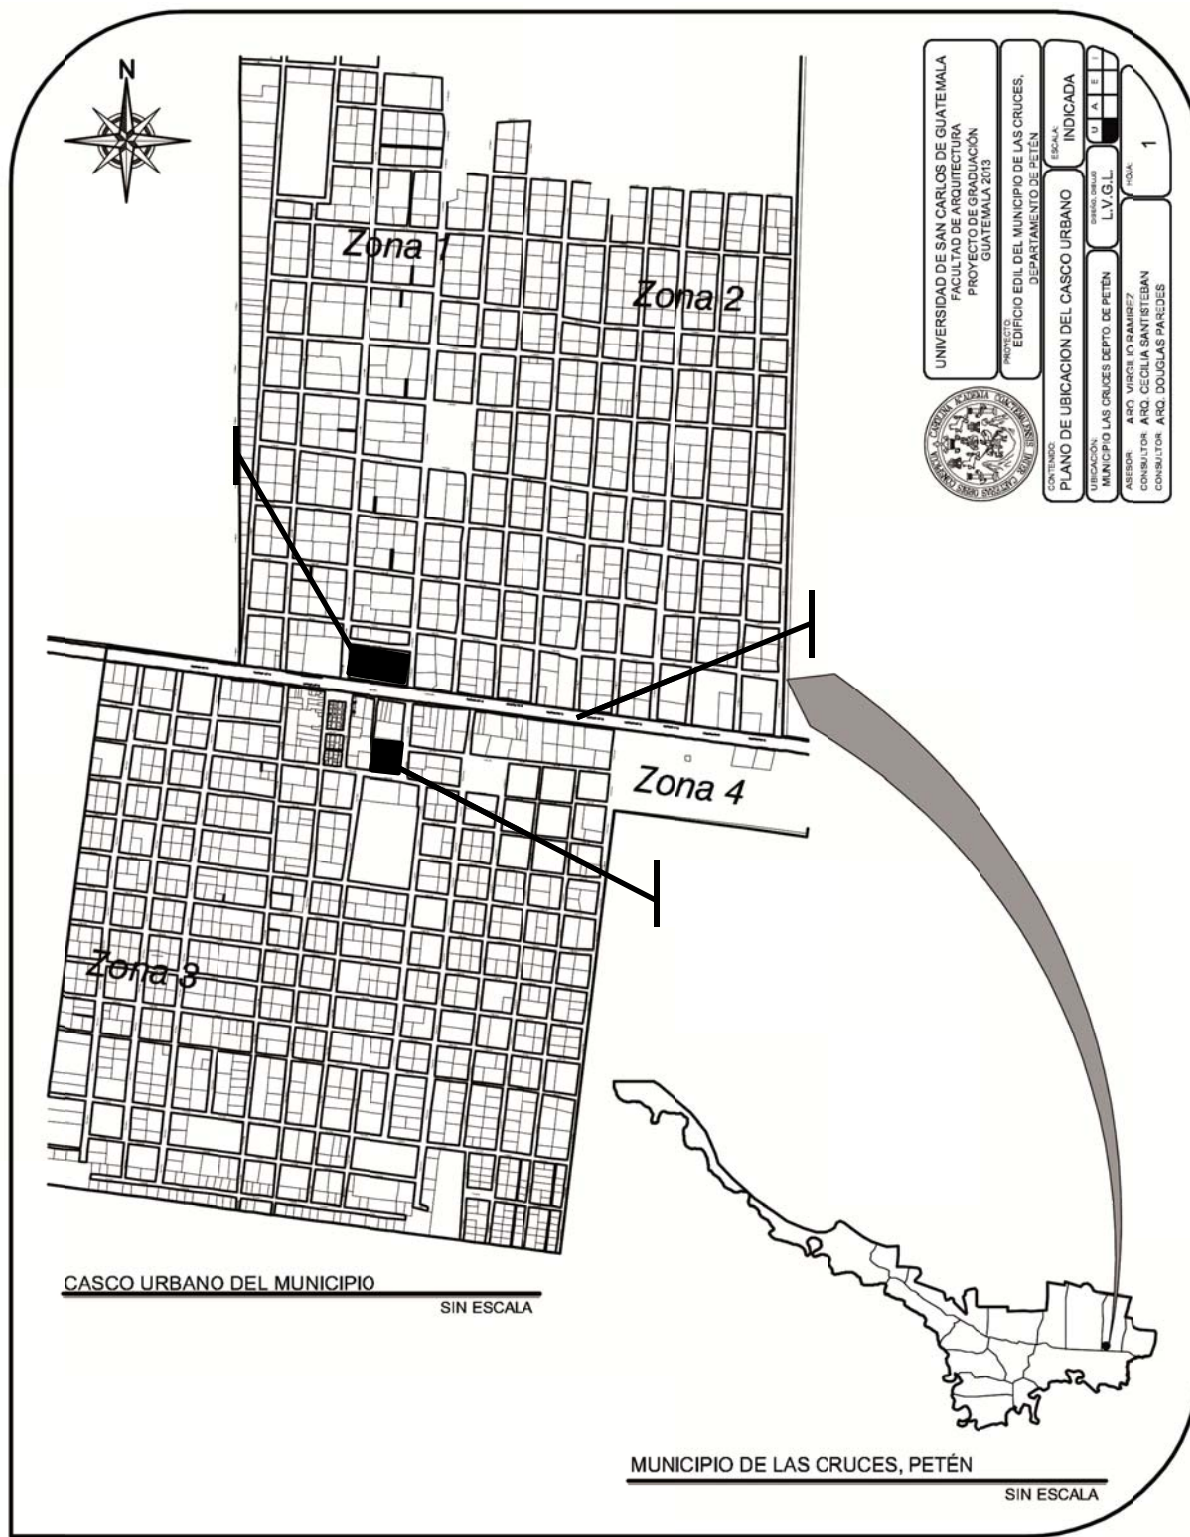 N
Zona 1
Zona 2
Zona 4
Zona 3
CASCO URBANO DEL MUNICIPIO
SIN ESCALA
MUNICIPIO DE LAS CRUCES, PETÉN
SIN ESCALA
UNIVERSIDAD DE SAN CARLOS DE GUATEMALA
FACULTAD DE ARQUITECTURA
PROYECTO DE GRADUACIÓN
GUATEMALA 2013
PROYECTO:
EDIFICIO EDIL DEL MUNICIPIO DE LAS CRUCES,
DEPARTAMENTO DE PETÉN
CONTENIDO:
PLANO DE UBICACION DEL CASCO URBANO
ESCALA:
INDICADA
UBICACIÓN:
MUNICIPIO LAS CRUCES DEPTO. DE PETÉN
DISEÑO, DIBUJO
L.V.G.L.
U A E I
ASESOR: ARQ. VIRGILIO RAMIREZ
CONSULTOR: ARQ. CECILIA SANTISTEBAN
CONSULTOR: ARQ. DOUGLAS PAREDES
HOJA:
1